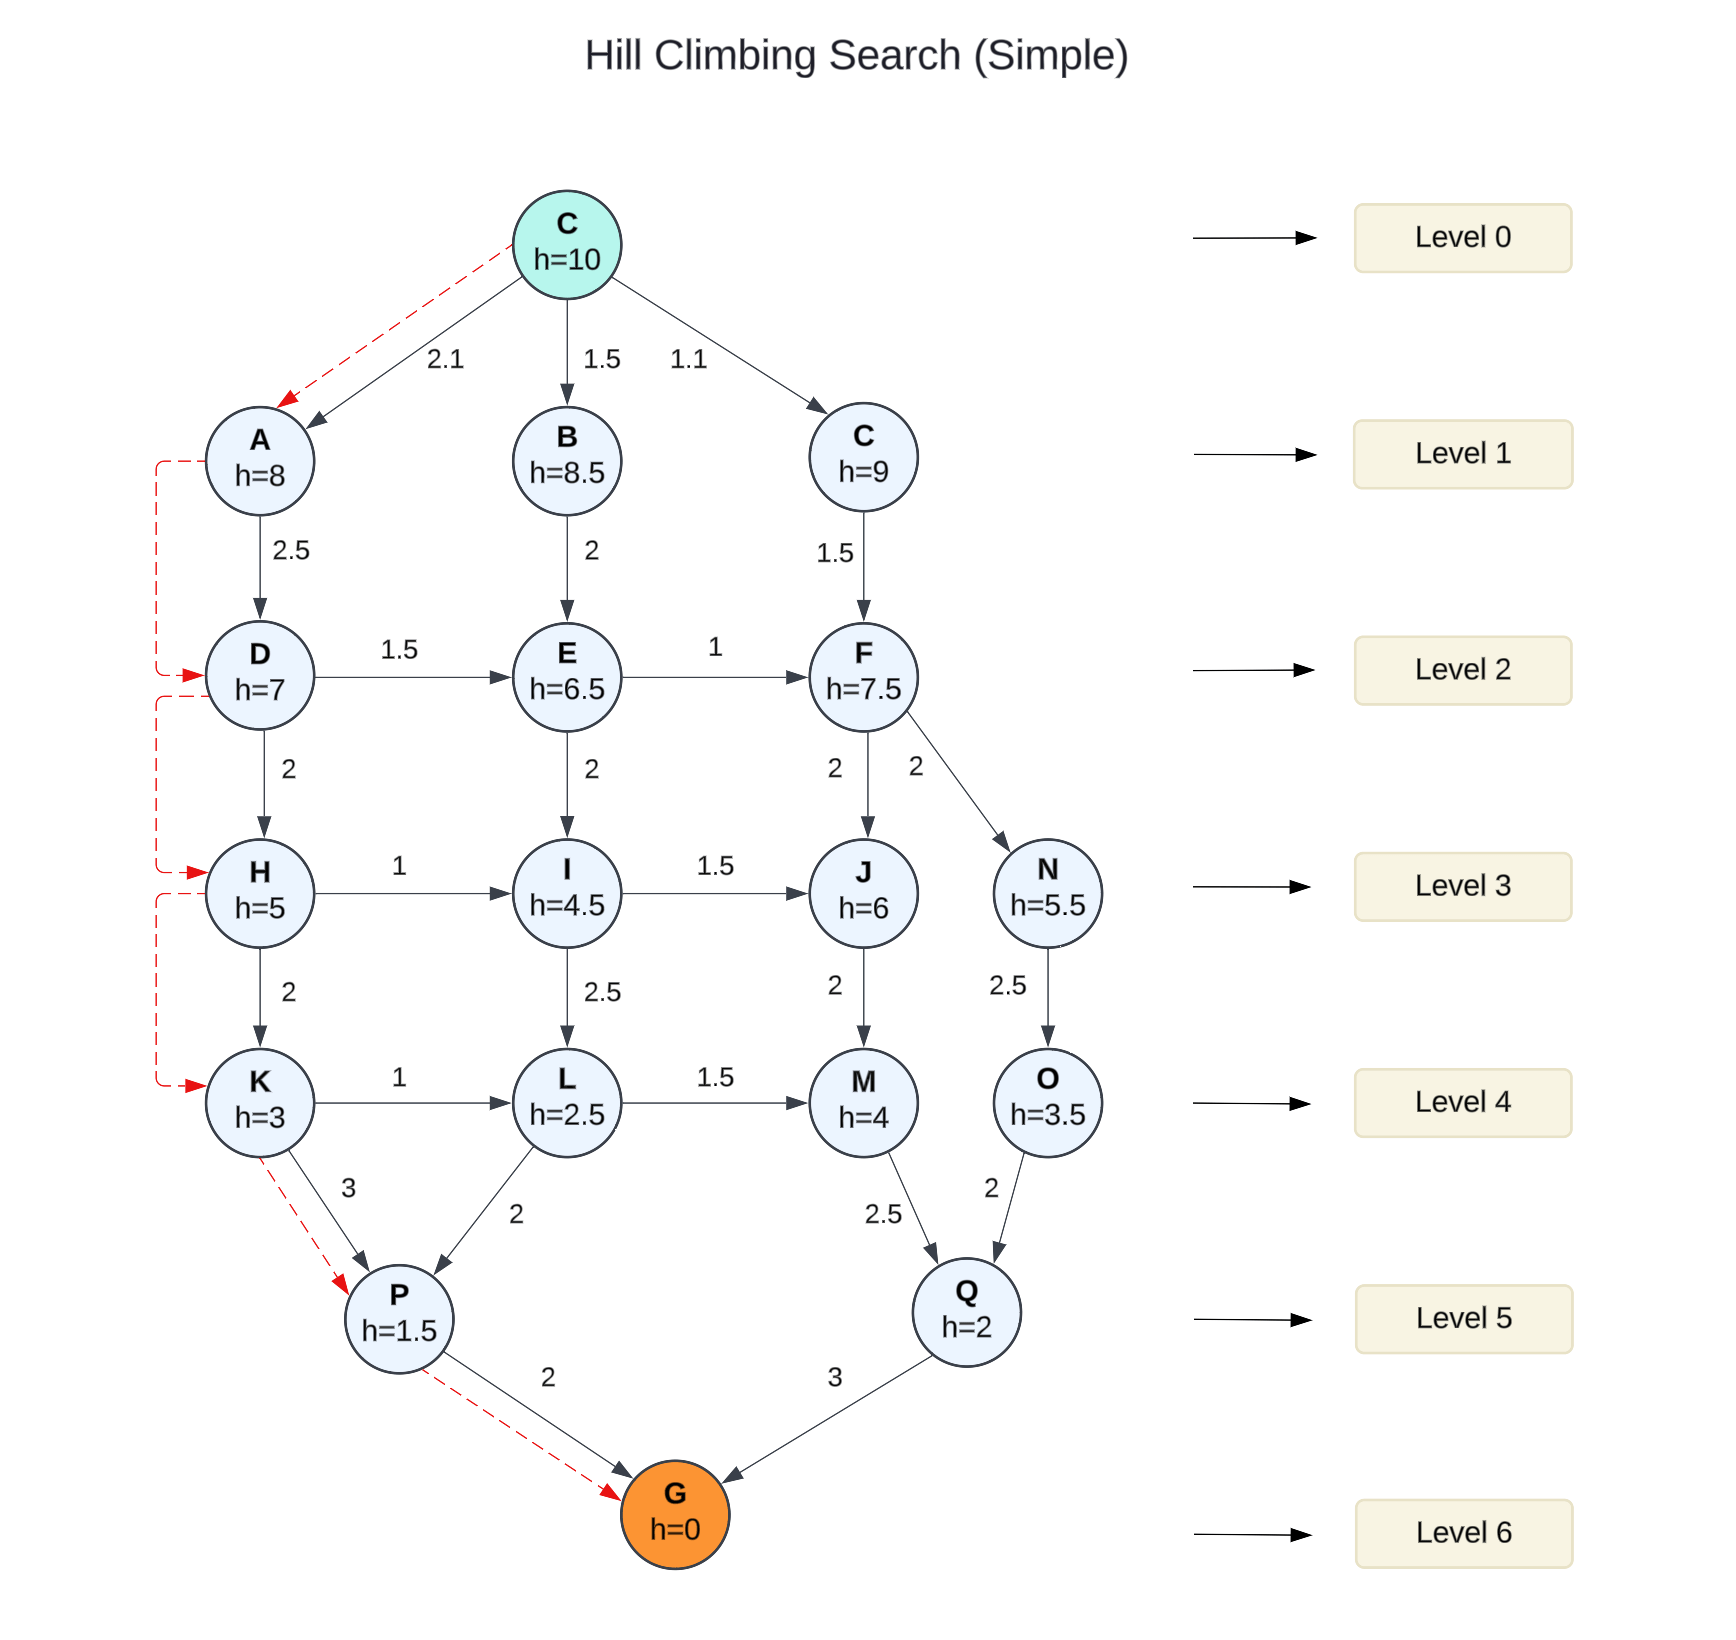 Hill Climbing Search (Simple)
C
h=10
Level 0
2.1
1.5
1.1
A
h=8
B
h=8.5
C
h=9
Level 1
2.5
2
1.5
D
h=7
1.5
E
h=6.5
1
F
h=7.5
Level 2
2
2
2
2
H
h=5
1
I
h=4.5
1.5
J
h=6
N
h=5.5
Level 3
2
2.5
2
2.5
K
h=3
1
L
h=2.5
1.5
M
h=4
O
h=3.5
Level 4
3
2
2.5
2
P
h=1.5
Q
h=2
Level 5
2
3
G
h=0
Level 6